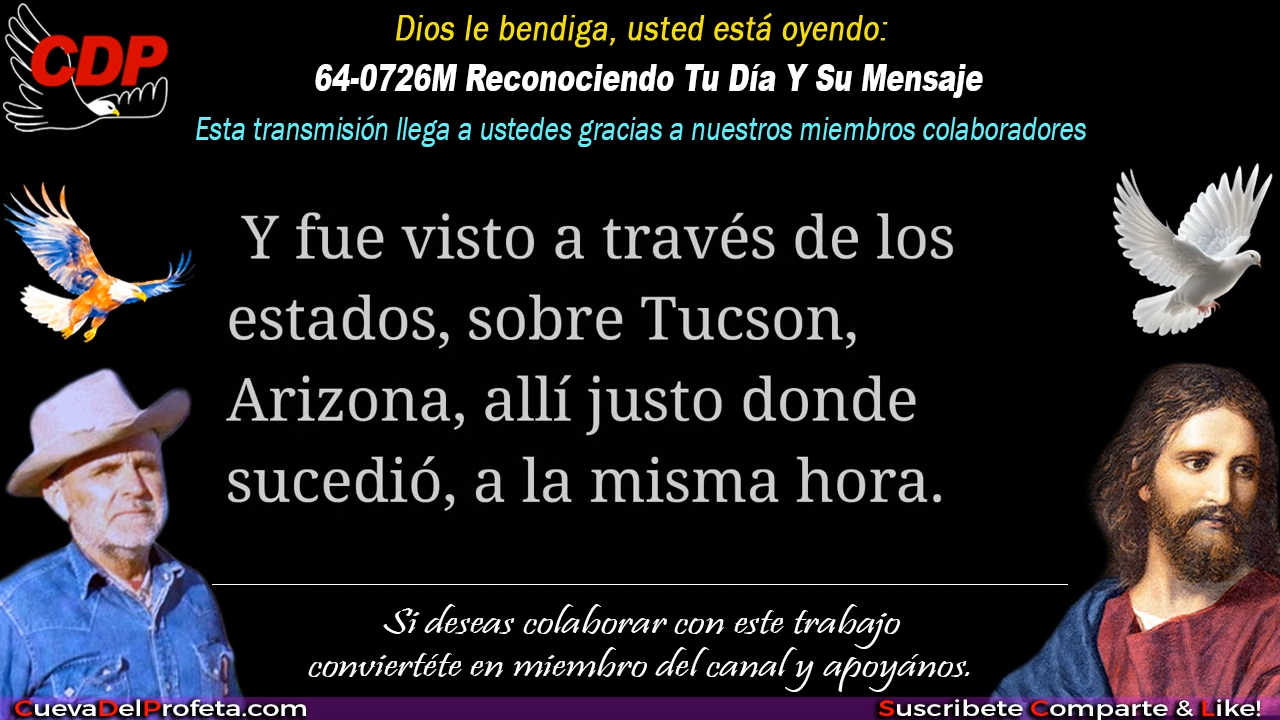 CDP
Dios le bendiga, usted está oyendo:
64-0726M Reconociendo Tu Día Y Su Mensaje
Esta transmisión llega a ustedes gracias a nuestros miembros colaboradores
Y fue visto a través de los
estados, sobre Tucson,
Arizona, allí justo donde
sucedió, a la misma hora.
Si deseas colaborar con este trabajo
conviertéte en miembro del canal y apoyános.
CuevaDelProfeta.com
Suscribete Comparte & Like!